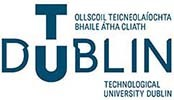 OLLSCOIL TEICNEOLAÍOCHTA
BHAILE ÁTHA CLIATH
TU
DUBLIN
TECHNOLOGICAL
UNIVERSITY DUBLIN